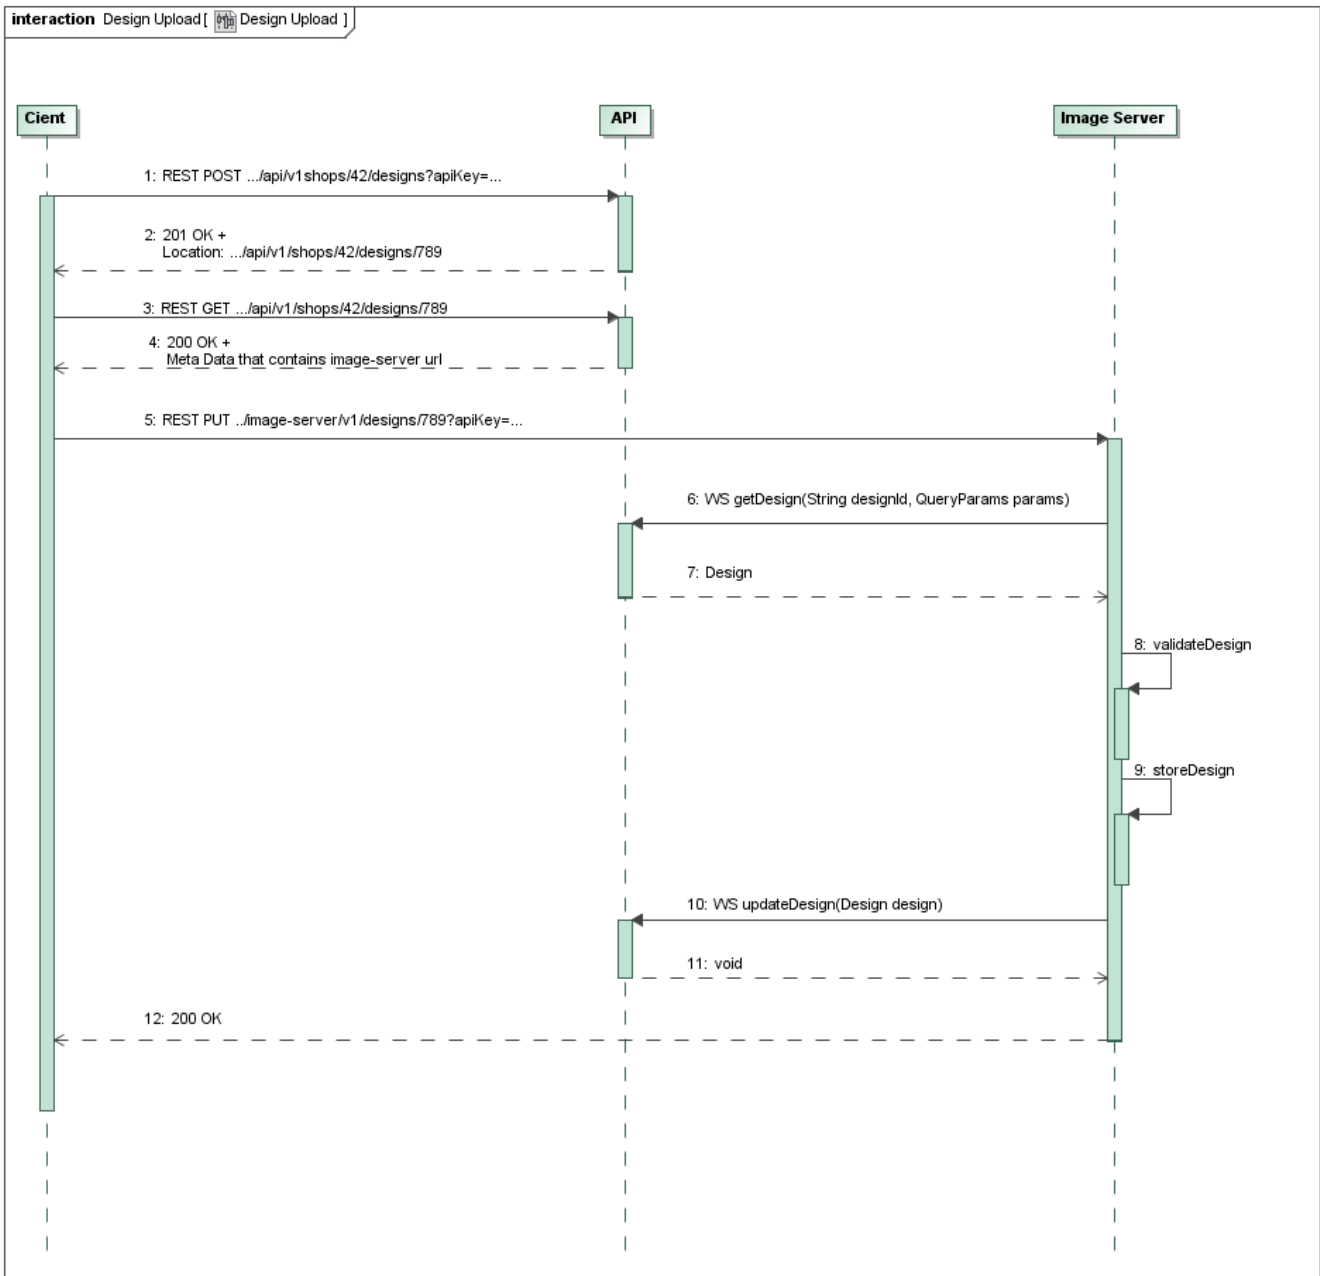 interaction Design Upload [ Design Upload ]
Cient
API
Image Server
1: REST POST .../api/v1shops/42/designs?apiKey=...
2: 201 OK +
Location: .../api/v1/shops/42/designs/789
3: REST GET .../api/v1/shops/42/designs/789
4: 200 OK +
Meta Data that contains image-server url
5: REST PUT ../image-server/v1/designs/789?apiKey=...
6: WS getDesign(String designId, QueryParams params)
7: Design
8: validateDesign
9: storeDesign
10: WS updateDesign(Design design)
11: void
12: 200 OK